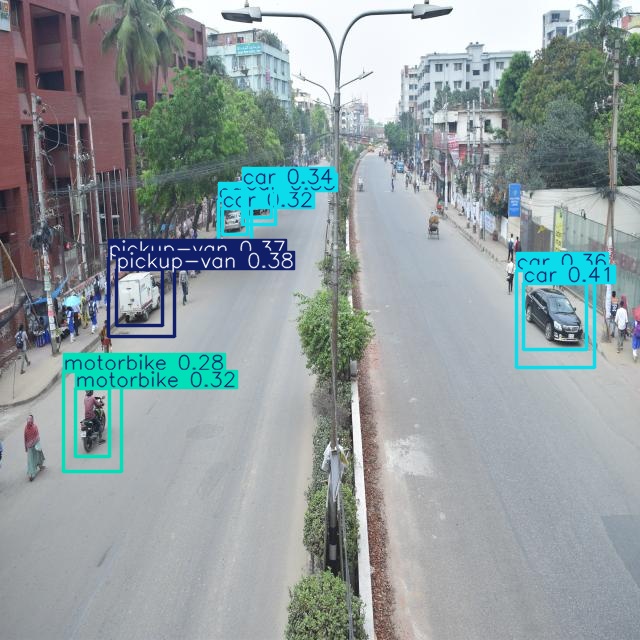 car 0.34
car 0.32
pickup-van 0.37
pickup-van 0.38
car 0.36
car 0.41
motorbike 0.28
motorbike 0.32